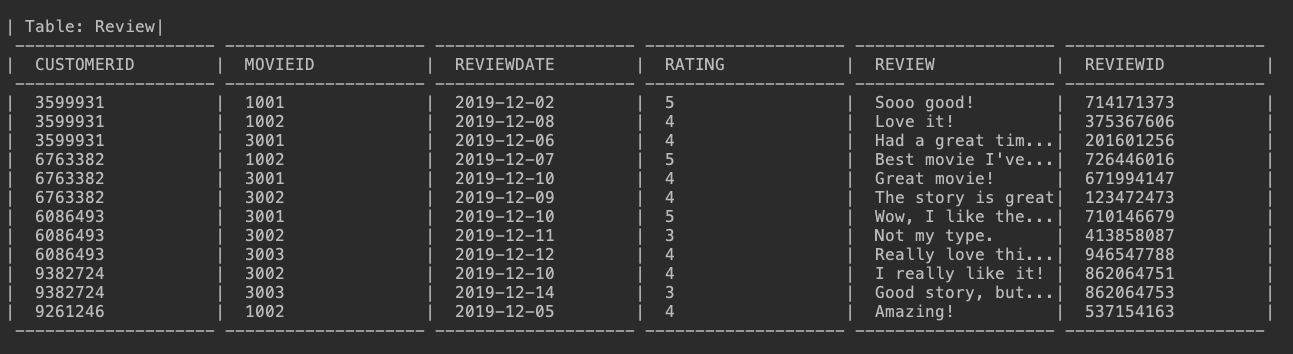 | Table: Review|
| CUSTOMERID | MOVIEID | REVIEWDATE | RATING | REVIEW | REVIEWID |
| 3599931 | 1001 | 2019-12-02 | 5 | Sooo good! | 714171373 |
| 3599931 | 1002 | 2019-12-08 | 4 | Love it! | 375367606 |
| 3599931 | 3001 | 2019-12-06 | 4 | Had a great tim...| 201601256 |
| 6763382 | 1002 | 2019-12-07 | 5 | Best movie I've...| 726446016 |
| 6763382 | 3001 | 2019-12-10 | 4 | Great movie! | 671994147 |
| 6763382 | 3002 | 2019-12-09 | 4 | The story is great| 123472473 |
| 6086493 | 3001 | 2019-12-10 | 5 | Wow, I like the...| 710146679 |
| 6086493 | 3002 | 2019-12-11 | 3 | Not my type. | 413858087 |
| 6086493 | 3003 | 2019-12-12 | 4 | Really love thi...| 946547788 |
| 9382724 | 3002 | 2019-12-10 | 4 | I really like it! | 862064751 |
| 9382724 | 3003 | 2019-12-14 | 3 | Good story, but...| 862064753 |
| 9261246 | 1002 | 2019-12-05 | 4 | Amazing! | 537154163 |